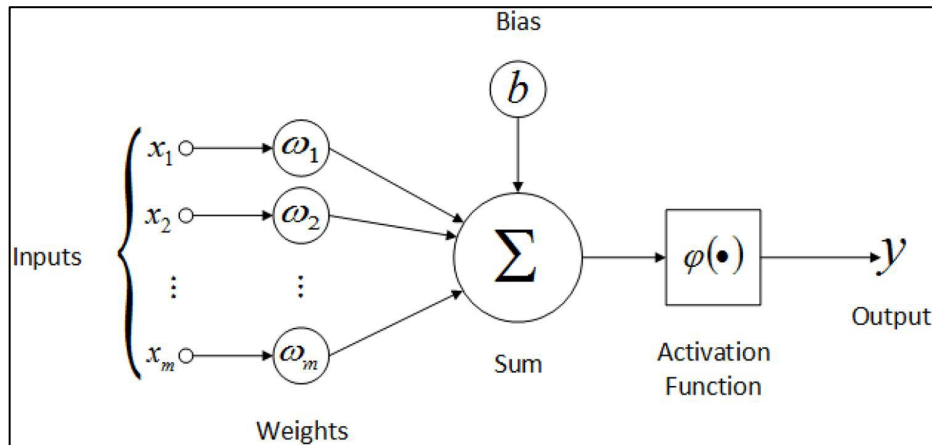 Bias
b
x₁ ω₁
x₂ ω₂
Inputs
⋮ ⋮
Σ φ(•) y
Output
xₘ ωₘ
Sum
Activation
Function
Weights